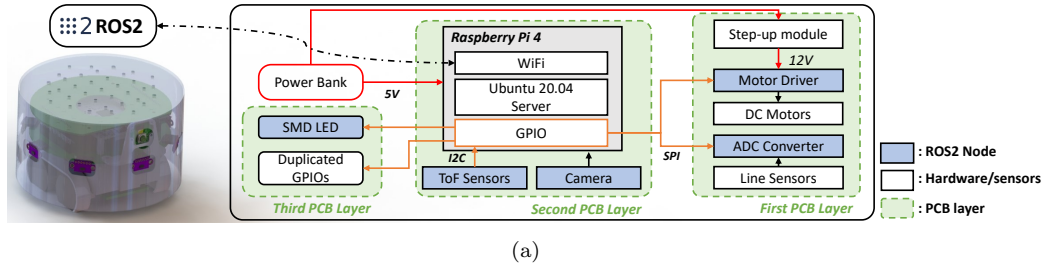 2 ROS2
Raspberry Pi 4
WiFi
Ubuntu 20.04
Server
GPIO
Power Bank
5V
SMD LED
Duplicated
GPIOs
Third PCB Layer
I2C
ToF Sensors
Camera
Second PCB Layer
SPI
Step-up module
12V
Motor Driver
DC Motors
ADC Converter
Line Sensors
First PCB Layer
: ROS2 Node
: Hardware/sensors
: PCB layer
(a)